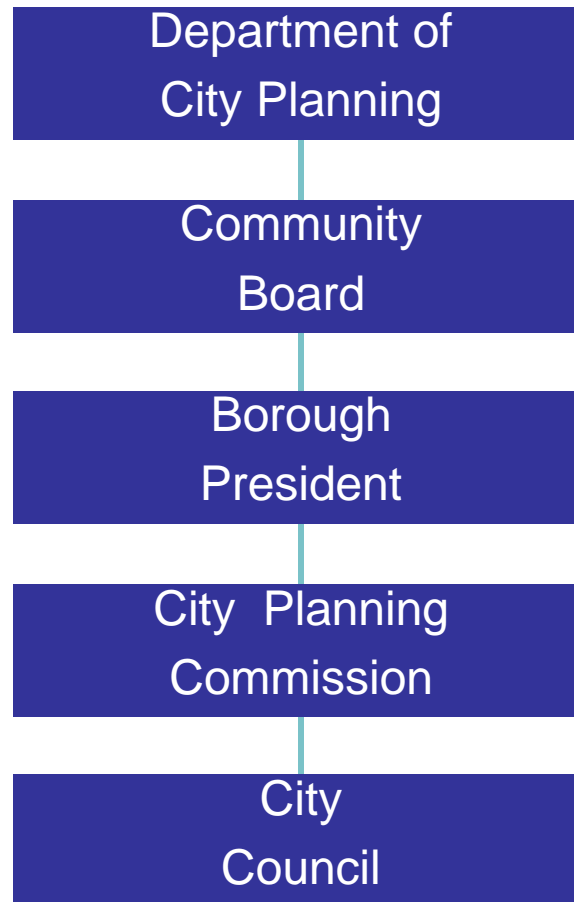 Department of
City Planning
Community
Board
Borough
President
City  Planning
Commission
City
Council